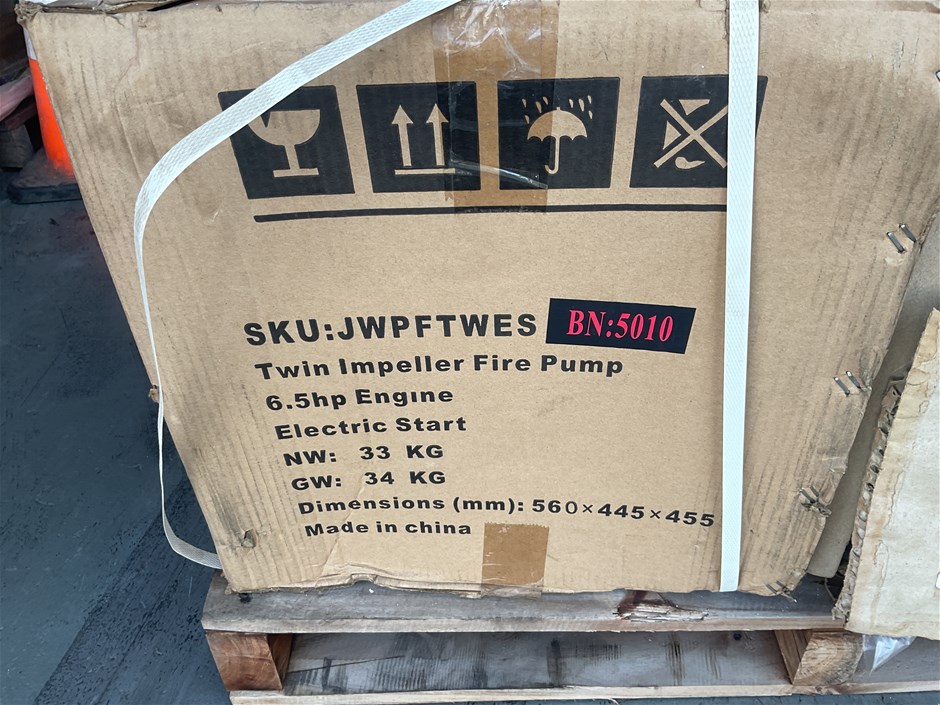 SKU:JWPFTWES BN:5010
Twin Impeller Fire Pump
6.5hp Engine
Electric Start
NW: 33 KG
GW: 34 KG
Dimensions (mm): 560×445×455
Made in china